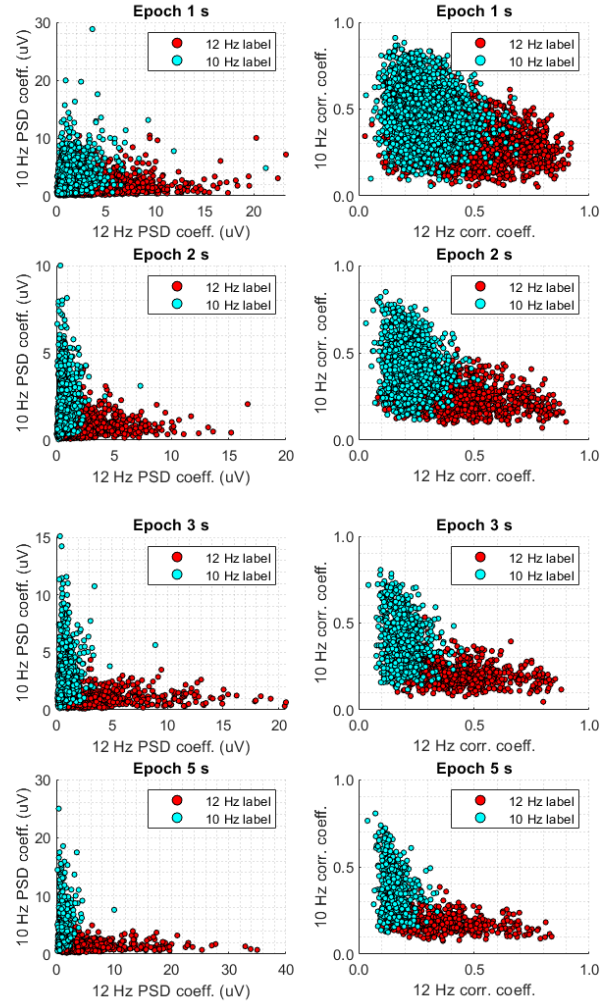 Epoch 1 s
10 Hz PSD coeff. (uV)
30
20
10
0
12 Hz label
10 Hz label
0 5 10 15 20
12 Hz PSD coeff. (uV)
Epoch 1 s
10 Hz corr. coeff.
1.0
0.5
0.0
12 Hz label
10 Hz label
0.0 0.5 1.0
12 Hz corr. coeff.
Epoch 2 s
10 Hz PSD coeff. (uV)
10
5
0
12 Hz label
10 Hz label
0 5 10 15 20
12 Hz PSD coeff. (uV)
Epoch 2 s
10 Hz corr. coeff.
1.0
0.5
0.0
12 Hz label
10 Hz label
0.0 0.5 1.0
12 Hz corr. coeff.
Epoch 3 s
10 Hz PSD coeff. (uV)
15
10
5
0
12 Hz label
10 Hz label
0 5 10 15 20
12 Hz PSD coeff. (uV)
Epoch 3 s
10 Hz corr. coeff.
1.0
0.5
0.0
12 Hz label
10 Hz label
0.0 0.5 1.0
12 Hz corr. coeff.
Epoch 5 s
10 Hz PSD coeff. (uV)
30
20
10
0
12 Hz label
10 Hz label
0 10 20 30 40
12 Hz PSD coeff. (uV)
Epoch 5 s
10 Hz corr. coeff.
1.0
0.5
0.0
12 Hz label
10 Hz label
0.0 0.5 1.0
12 Hz corr. coeff.